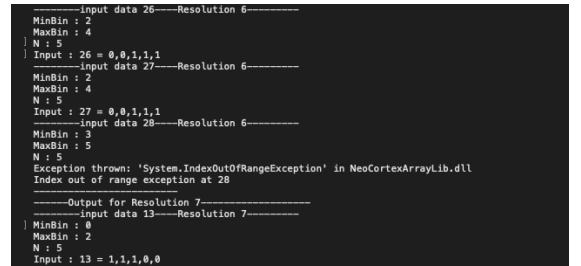 --------input data 26----Resolution 6---------
MinBin : 2
MaxBin : 4
] N : 5
] Input : 26 = 0,0,1,1,1
--------input data 27----Resolution 6---------
MinBin : 2
MaxBin : 4
N : 5
Input : 27 = 0,0,1,1,1
--------input data 28----Resolution 6---------
MinBin : 3
MaxBin : 5
N : 5
Exception thrown: 'System.IndexOutOfRangeException' in NeoCortexArrayLib.dll
Index out of range exception at 28
--------------------------
------Output for Resolution 7--------------------
--------input data 13----Resolution 7---------
] MinBin : 0
MaxBin : 2
N : 5
Input : 13 = 1,1,1,0,0